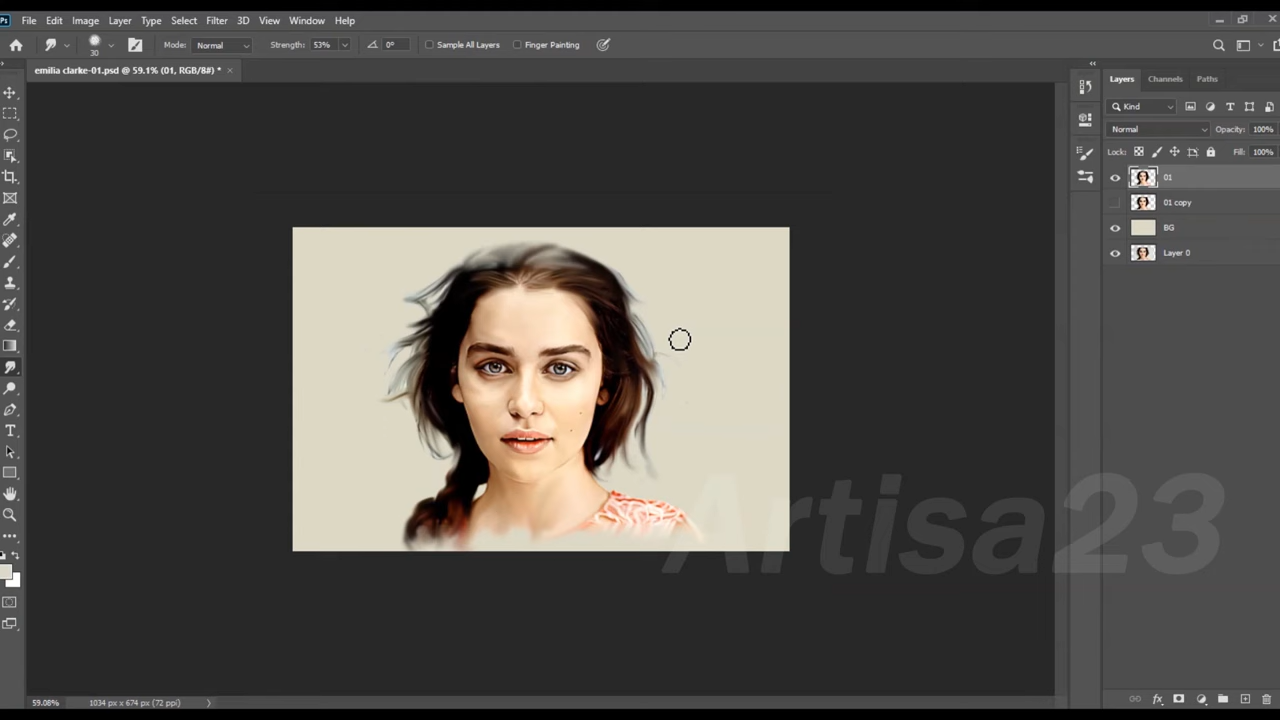 Ps File Edit Image Layer Type Select Filter 3D View Window Help
30 Mode: Normal Strength: 53% 0° Sample All Layers Finger Painting
emilia clarke-01.psd @ 59.1% (01, RGB/8#) * ×
Layers Channels Paths
Kind
Normal Opacity: 100%
Lock: Fill: 100%
01
01 copy
BG
Layer 0
Artisa23
59.08% 1034 px x 674 px (72 ppi)